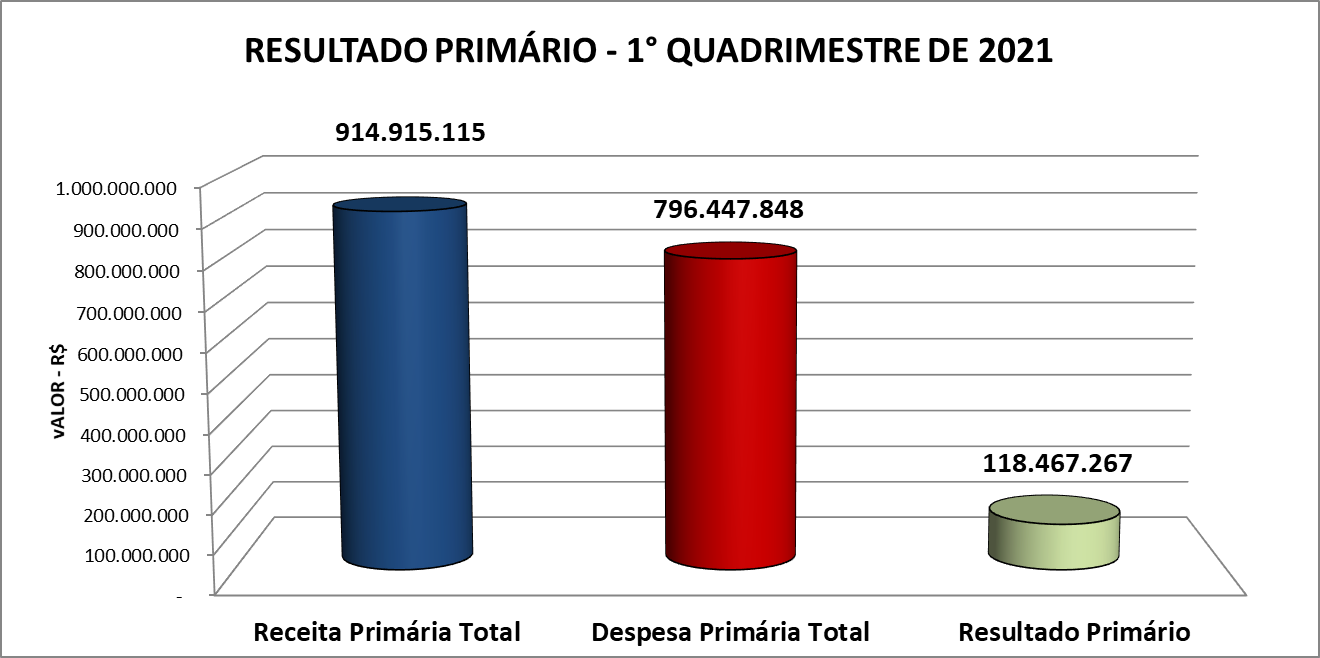 RESULTADO PRIMÁRIO - 1° QUADRIMESTRE DE 2021
914.915.115
796.447.848
118.467.267
vALOR - R$
1.000.000.000
900.000.000
800.000.000
700.000.000
600.000.000
500.000.000
400.000.000
300.000.000
200.000.000
100.000.000
-
Receita Primária Total
Despesa Primária Total
Resultado Primário